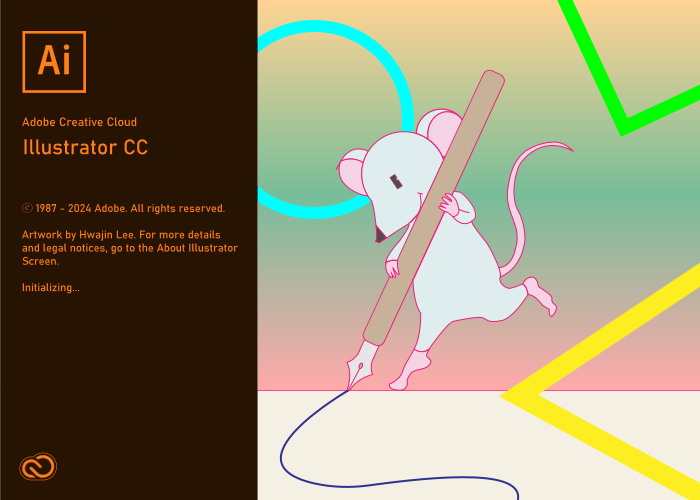 Ai
Adobe Creative Cloud
Illustrator CC
© 1987 - 2024 Adobe. All rights reserved.
Artwork by Hwajin Lee. For more details
and legal notices, go to the About Illustrator
Screen.
Initializing...